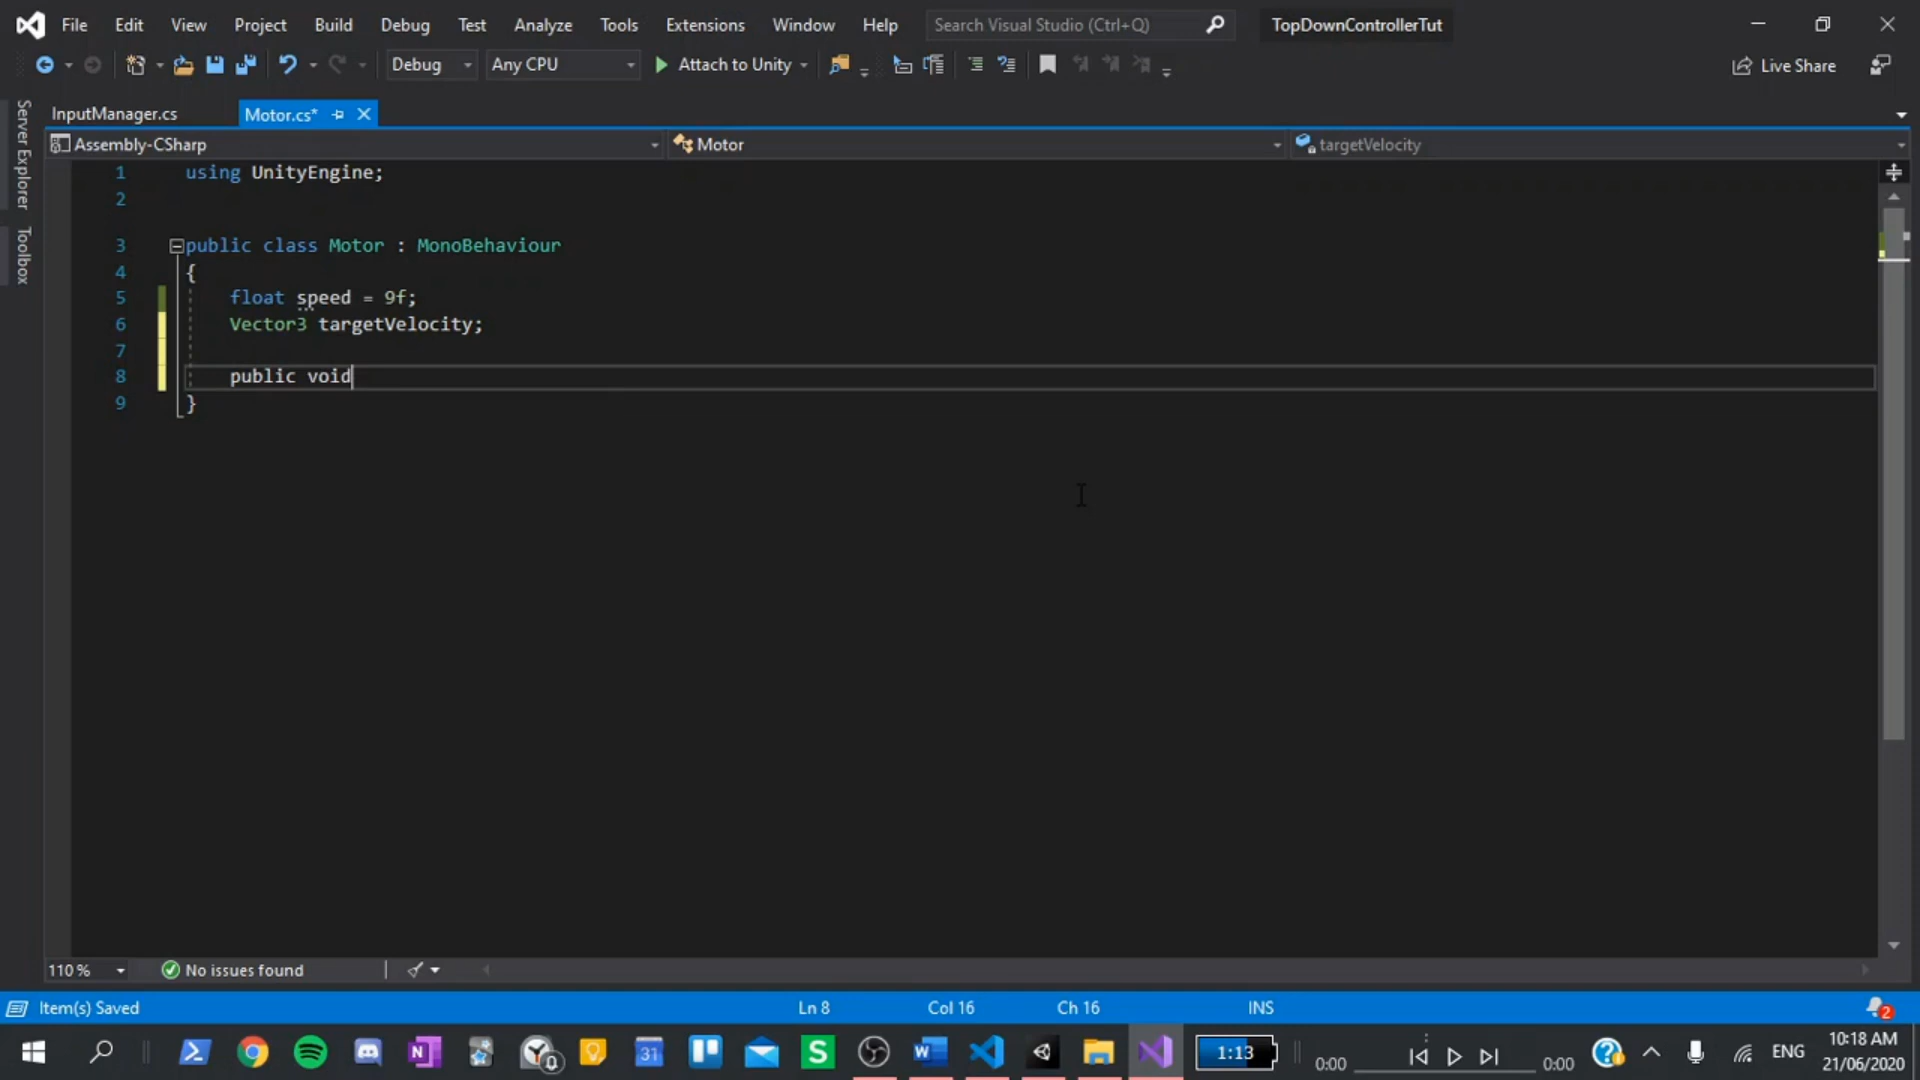 File Edit View Project Build Debug Test Analyze Tools Extensions Window Help Search Visual Studio (Ctrl+Q) TopDownControllerTut
Debug Any CPU Attach to Unity Live Share
Server Explorer
Toolbox
InputManager.cs Motor.cs*
Assembly-CSharp Motor targetVelocity
1 using UnityEngine;
2
3 public class Motor : MonoBehaviour
4 {
5 float speed = 9f;
6 Vector3 targetVelocity;
7
8 public void
9 }
110 % No issues found
Item(s) Saved Ln 8 Col 16 Ch 16 INS 2
N 0 31 S W 1:13 0:00 0:00 ENG 10:18 AM
21/06/2020